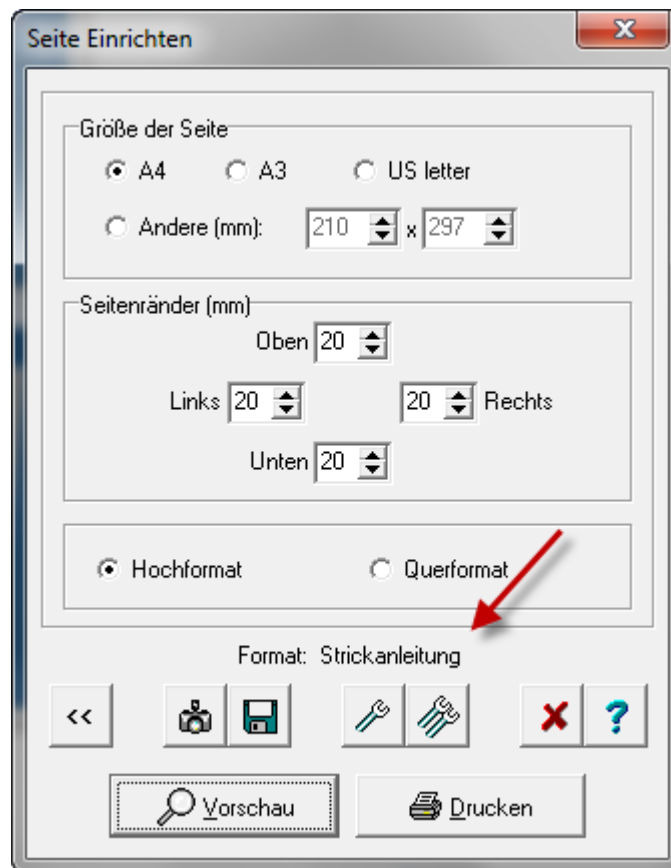 Seite Einrichten
Größe der Seite
A4 A3 US letter
Andere (mm): 210 x 297
Seitenränder (mm)
Oben 20
Links 20 20 Rechts
Unten 20
Hochformat Querformat
Format: Strickanleitung
<< ?
Vorschau Drucken